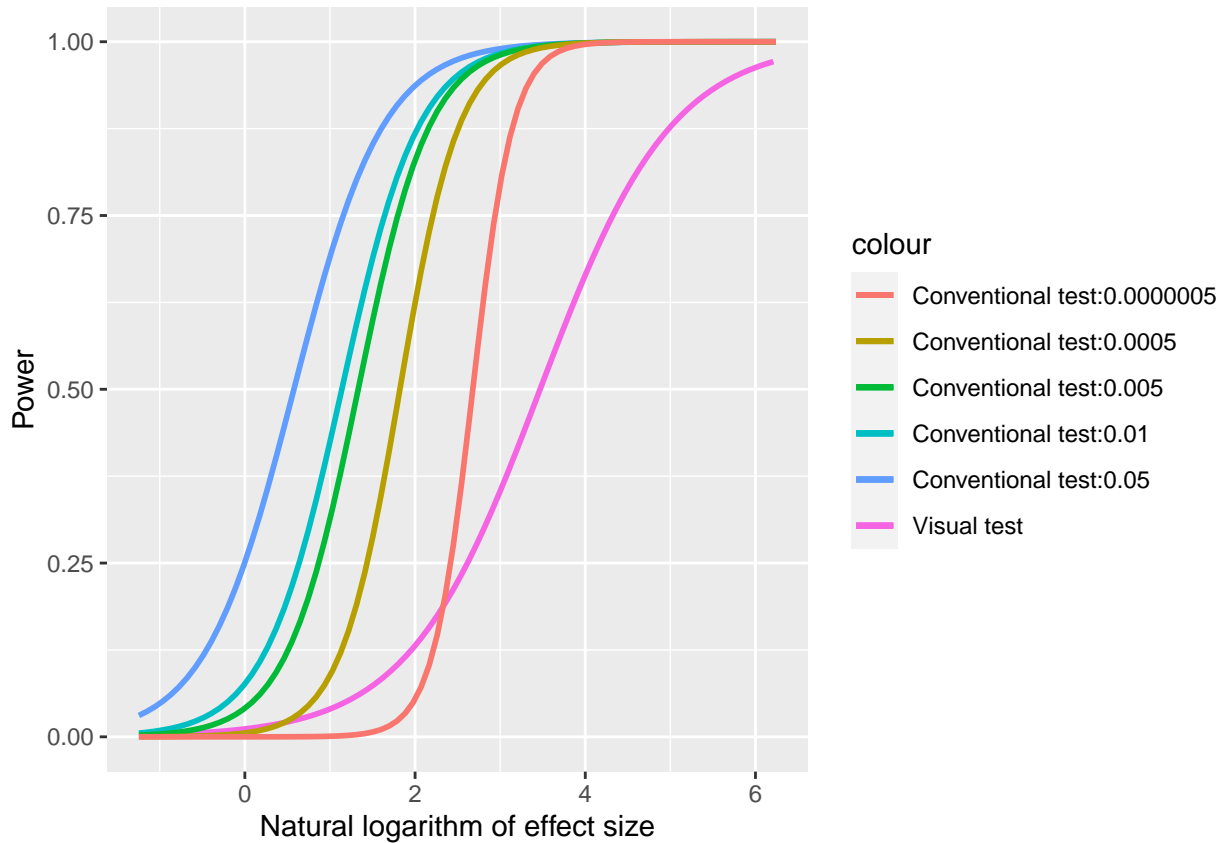 1.00
0.75
0.50
0.25
0.00
Power
0 2 4 6
Natural logarithm of effect size
colour
Conventional test:0.0000005
Conventional test:0.0005
Conventional test:0.005
Conventional test:0.01
Conventional test:0.05
Visual test